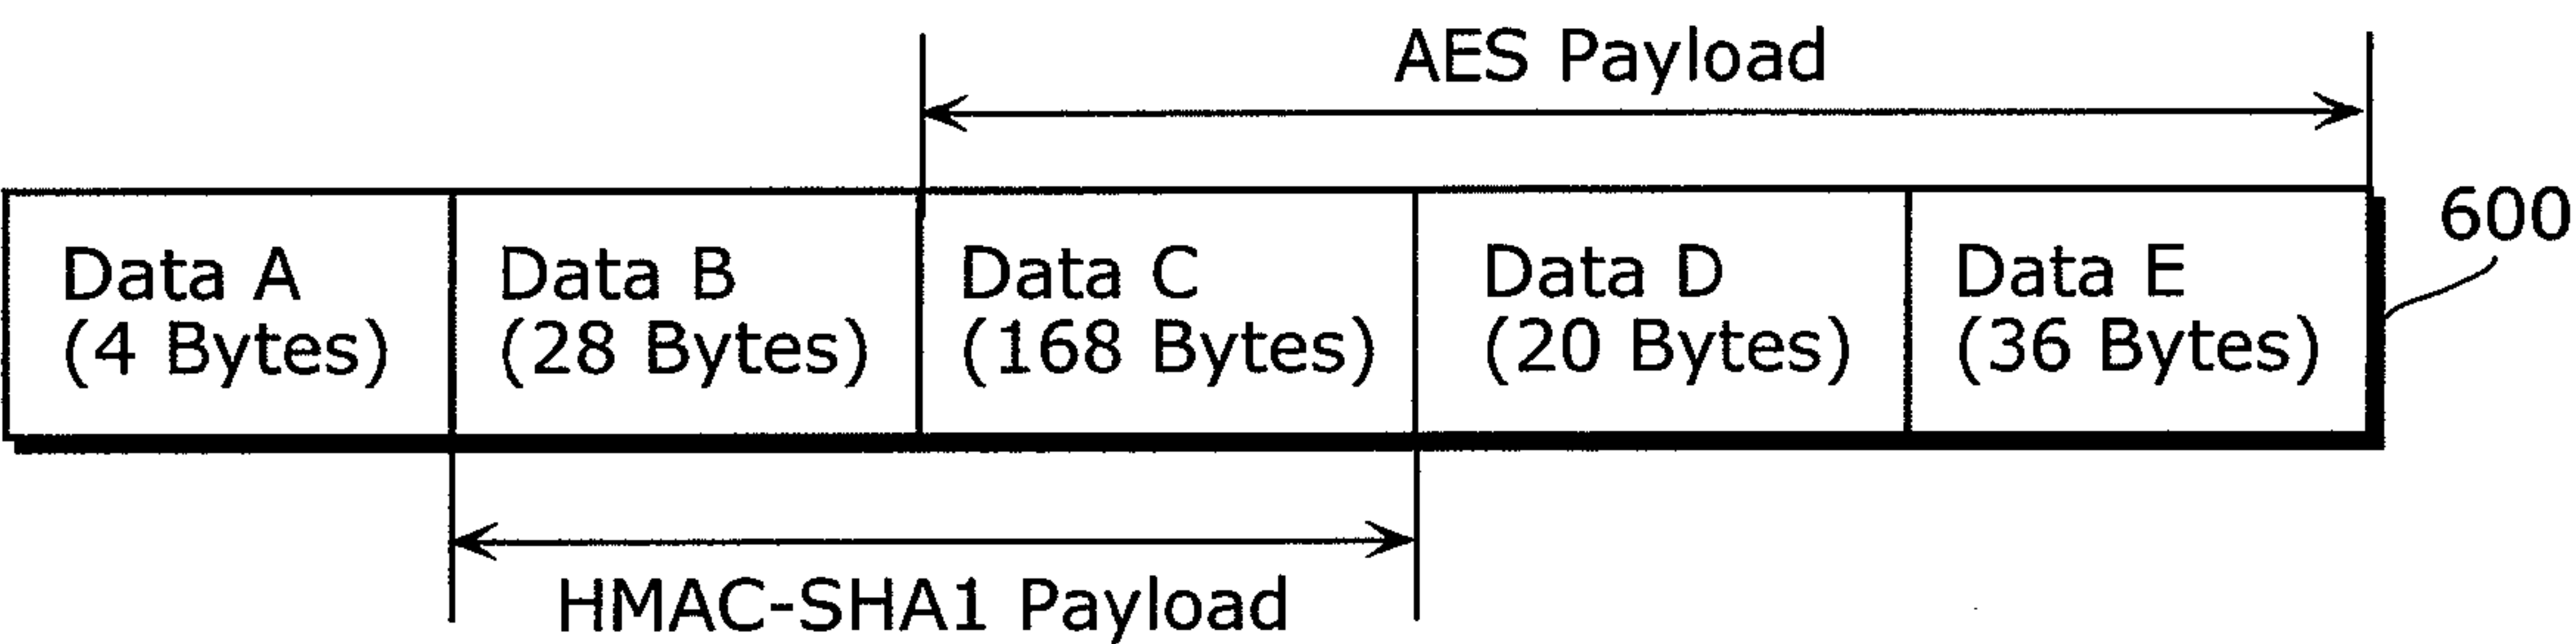 AES Payload
600
Data A
(4 Bytes)
Data B
(28 Bytes)
Data C
(168 Bytes)
Data D
(20 Bytes)
Data E
(36 Bytes)
HMAC-SHA1 Payload